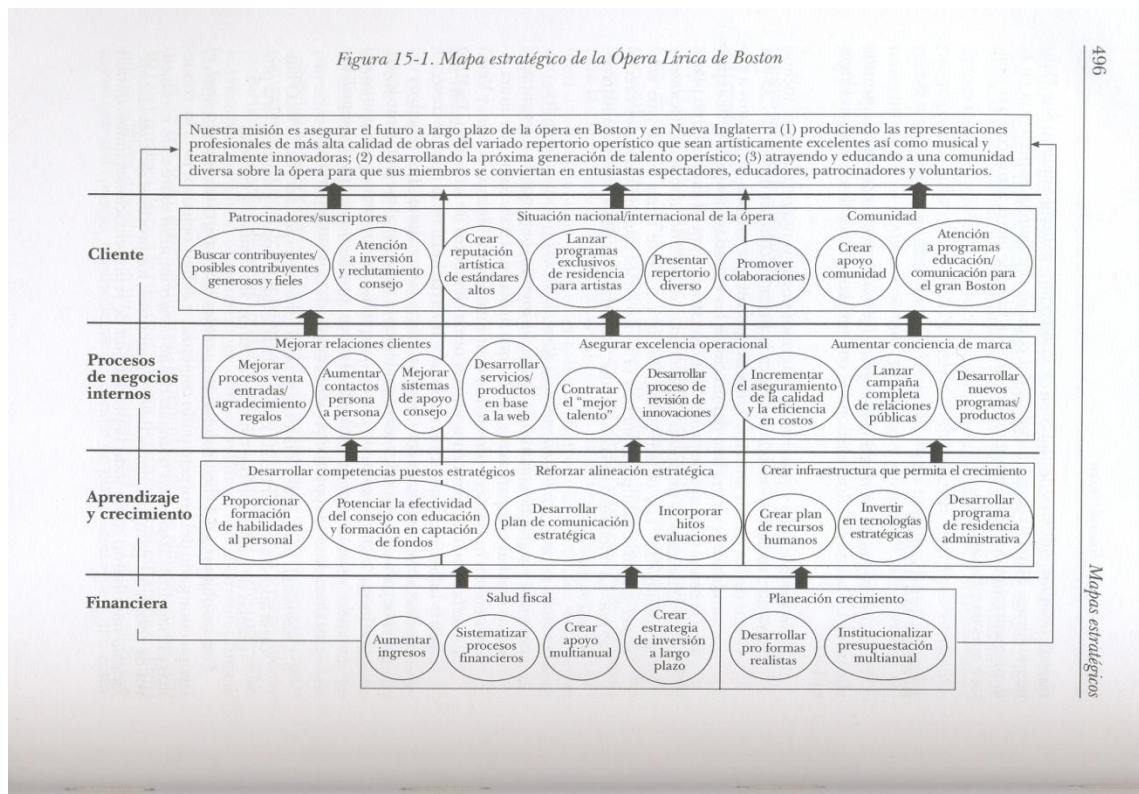 Figura 15-1. Mapa estratégico de la Ópera Lírica de Boston
496
Nuestra misión es asegurar el futuro a largo plazo de la ópera en Boston y en Nueva Inglaterra (1) produciendo las representaciones
profesionales de más alta calidad de obras del variado repertorio operístico que sean artísticamente excelentes así como musical y
teatralmente innovadoras; (2) desarrollando la próxima generación de talento operístico; (3) atrayendo y educando a una comunidad
diversa sobre la ópera para que sus miembros se conviertan en entusiastas espectadores, educadores, patrocinadores y voluntarios.
Cliente
Patrocinadores/suscriptores
Buscar contribuyentes/
posibles contribuyentes
generosos y fieles
Atención
a inversión
y reclutamiento
consejo
Situación nacional/internacional de la ópera
Crear
reputación
artística
de estándares
altos
Lanzar
programas
exclusivos
de residencia
para artistas
Presentar
repertorio
diverso
Promover
colaboraciones
Comunidad
Crear
apoyo
comunidad
Atención
a programas
educación/
comunicación para
el gran Boston
Procesos
de negocios
internos
Mejorar relaciones clientes
Mejorar
procesos venta
entradas/
agradecimiento
regalos
Aumentar
contactos
persona
a persona
Mejorar
sistemas
de apoyo
consejo
Asegurar excelencia operacional
Desarrollar
servicios/
productos
en base
a la web
Contratar
el “mejor
talento”
Desarrollar
proceso de
revisión de
innovaciones
Incrementar
el aseguramiento
de la calidad
y la eficiencia
en costos
Aumentar conciencia de marca
Lanzar
campaña
completa
de relaciones
públicas
Desarrollar
nuevos
programas/
productos
Aprendizaje
y crecimiento
Desarrollar competencias puestos estratégicos
Proporcionar
formación
de habilidades
al personal
Potenciar la efectividad
del consejo con educación
y formación en captación
de fondos
Reforzar alineación estratégica
Desarrollar
plan de comunicación
estratégica
Incorporar
hitos
evaluaciones
Crear infraestructura que permita el crecimiento
Crear plan
de recursos
humanos
Invertir
en tecnologías
estratégicas
Desarrollar
programa
de residencia
administrativa
Financiera
Salud fiscal
Aumentar
ingresos
Sistematizar
procesos
financieros
Crear
apoyo
multianual
Crear
estrategia
de inversión
a largo
plazo
Planeación crecimiento
Desarrollar
pro formas
realistas
Institucionalizar
presupuestación
multianual
Mapas estratégicos